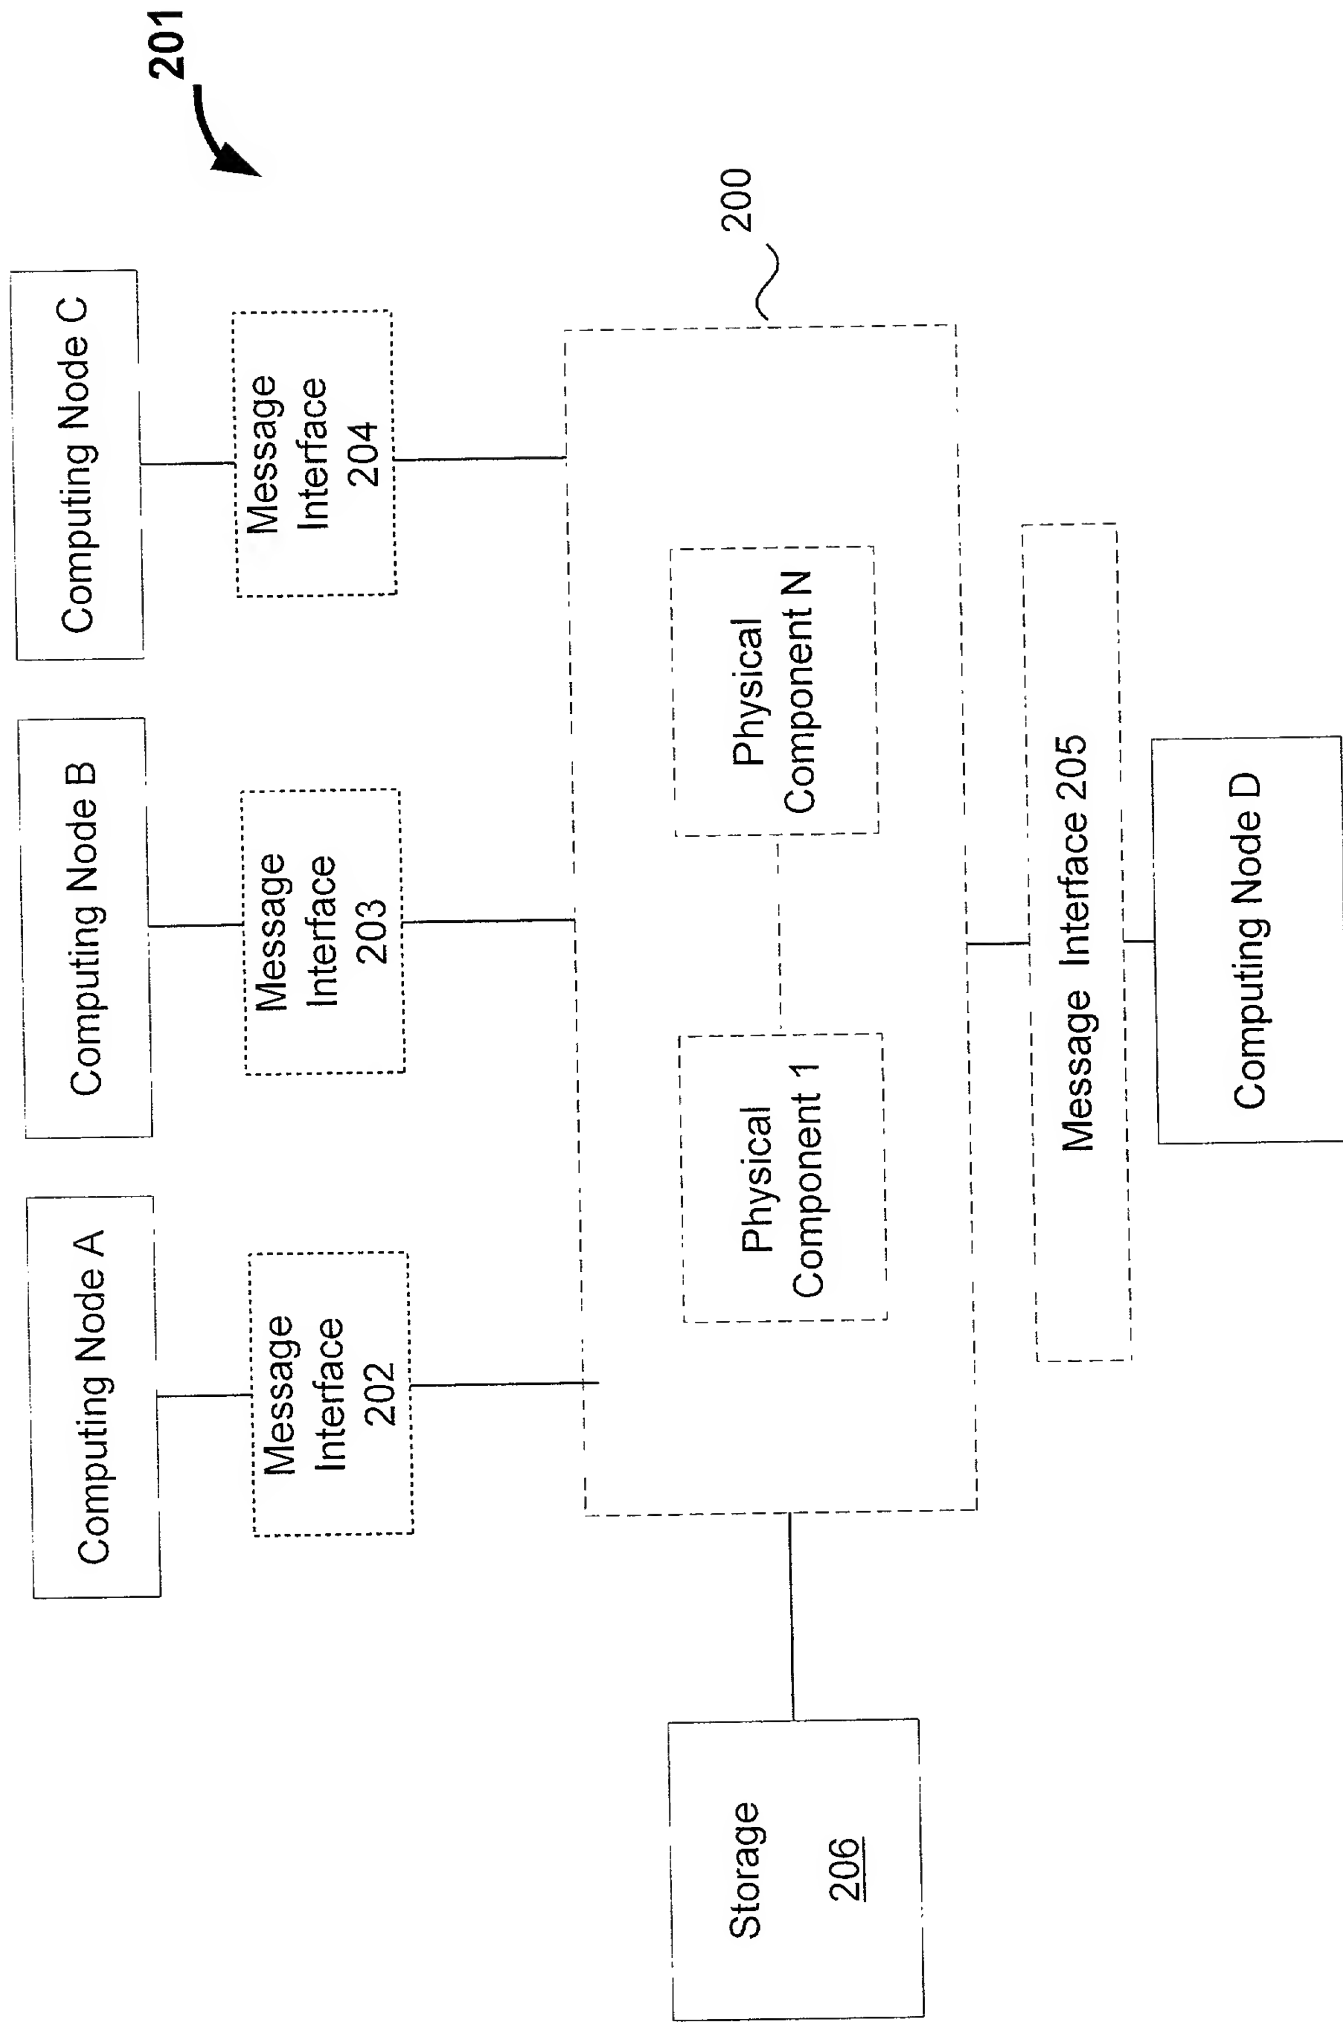 201
Computing Node A
Computing Node B
Computing Node C
Message
Interface
202
Message
Interface
203
Message
Interface
204
200
Physical
Component 1
Physical
Component N
Storage
206
Message Interface 205
Computing Node D